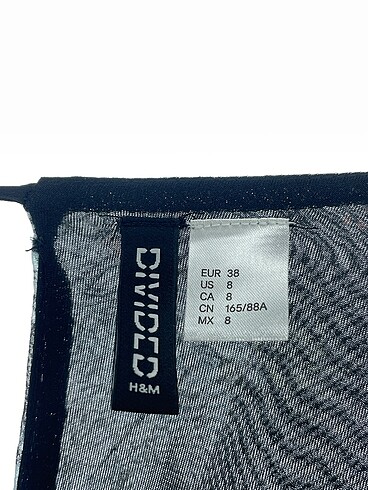 DIVIDED
H&M
EUR 38
US 8
CA 8
CN 165/88A
MX 8